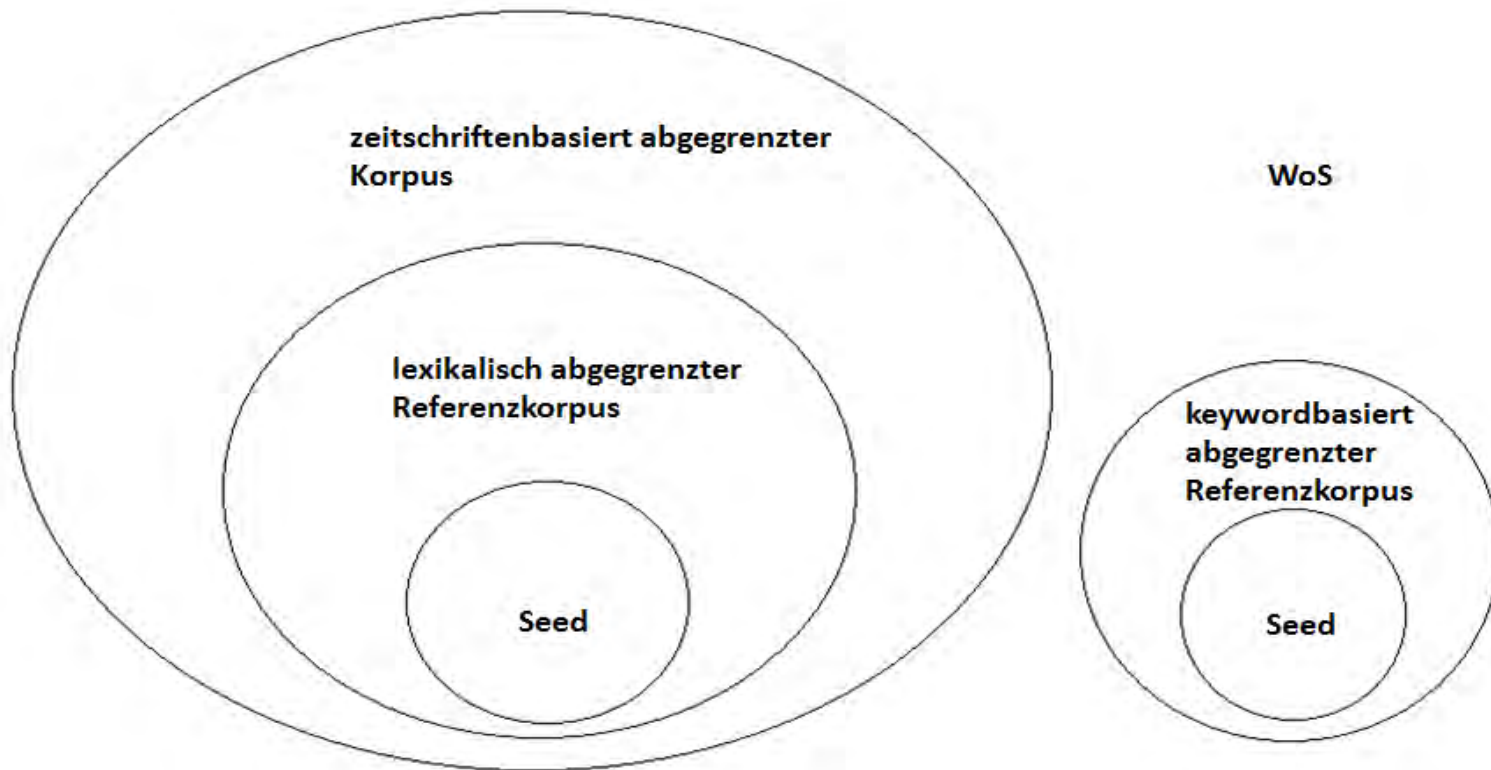 zeitschriftenbasiert abgegrenzter
Korpus
WoS
lexikalisch abgegrenzter
Referenzkorpus
keywordbasiert
abgegrenzter
Referenzkorpus
Seed
Seed